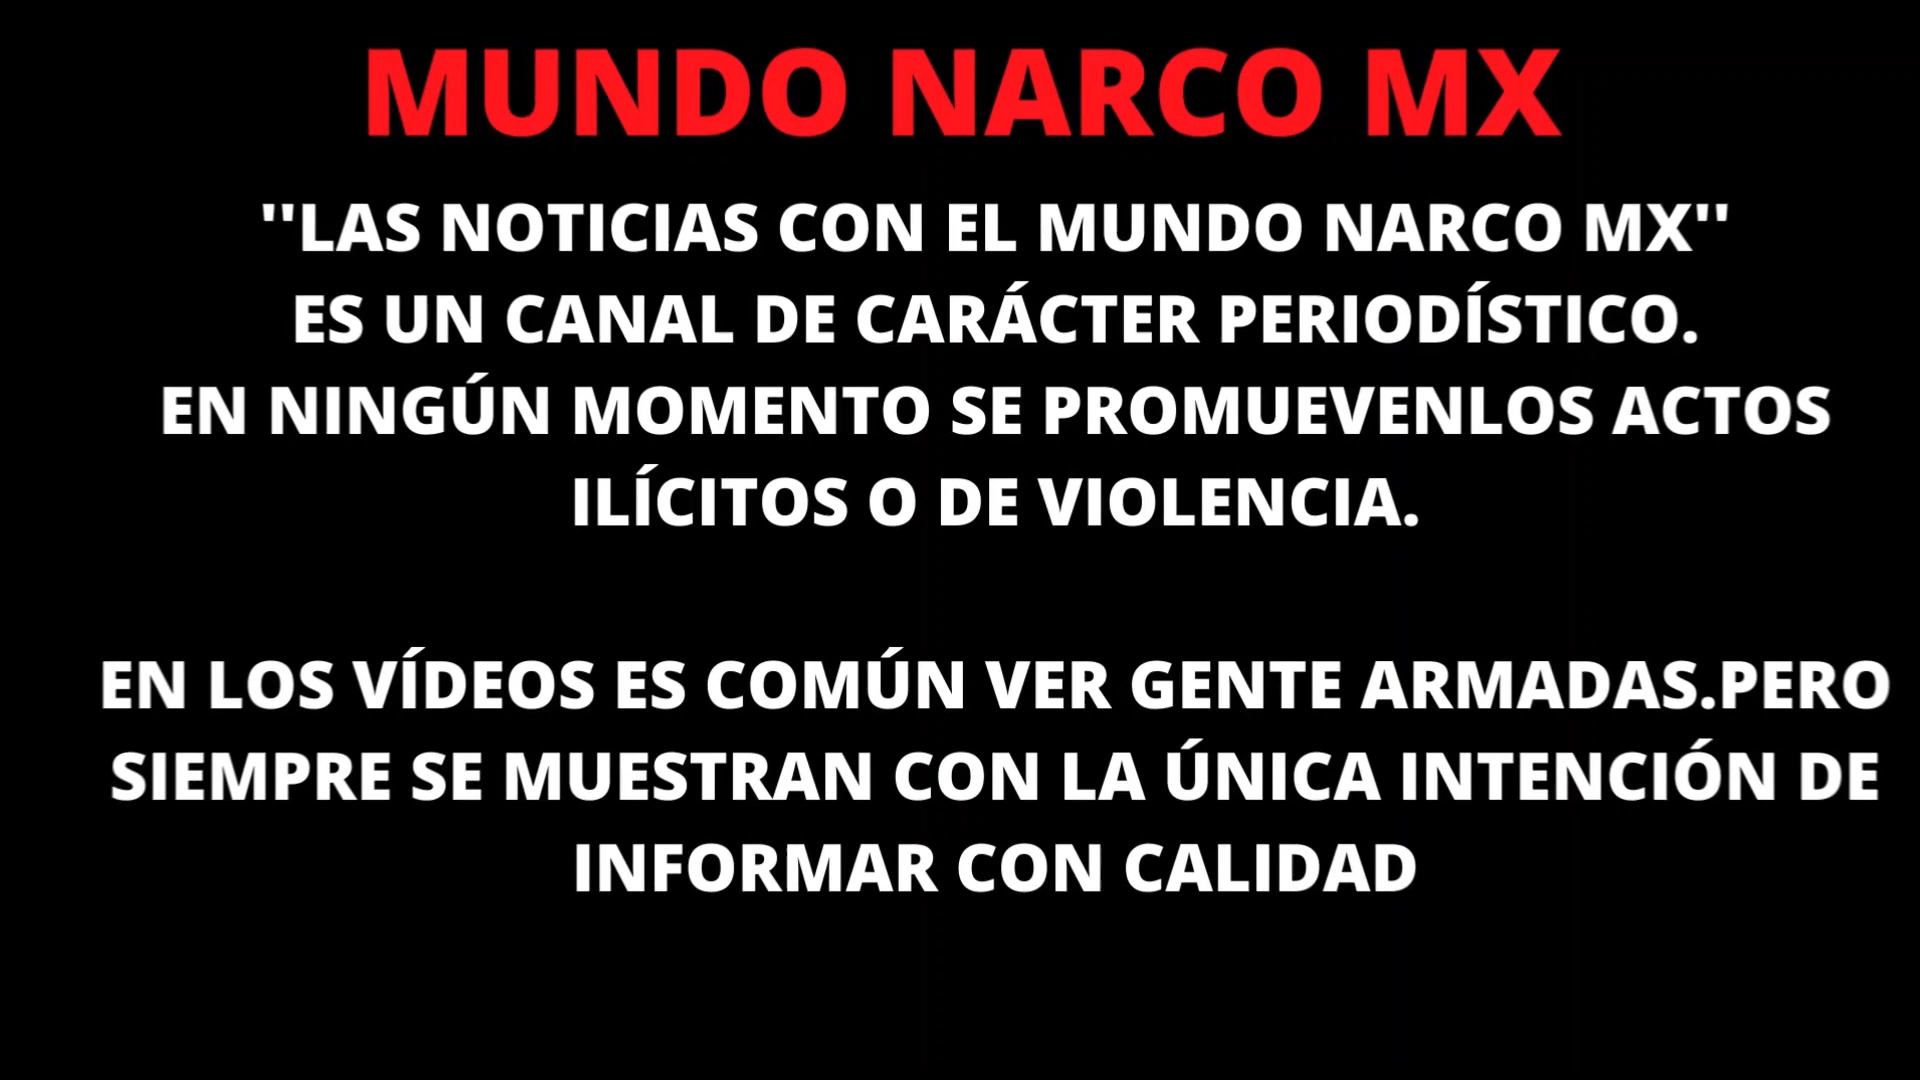 MUNDO NARCO MX
"LAS NOTICIAS CON EL MUNDO NARCO MX"
ES UN CANAL DE CARÁCTER PERIODÍSTICO.
EN NINGÚN MOMENTO SE PROMUEVENLOS ACTOS
ILÍCITOS O DE VIOLENCIA.
EN LOS VÍDEOS ES COMÚN VER GENTE ARMADAS.PERO
SIEMPRE SE MUESTRAN CON LA ÚNICA INTENCIÓN DE
INFORMAR CON CALIDAD